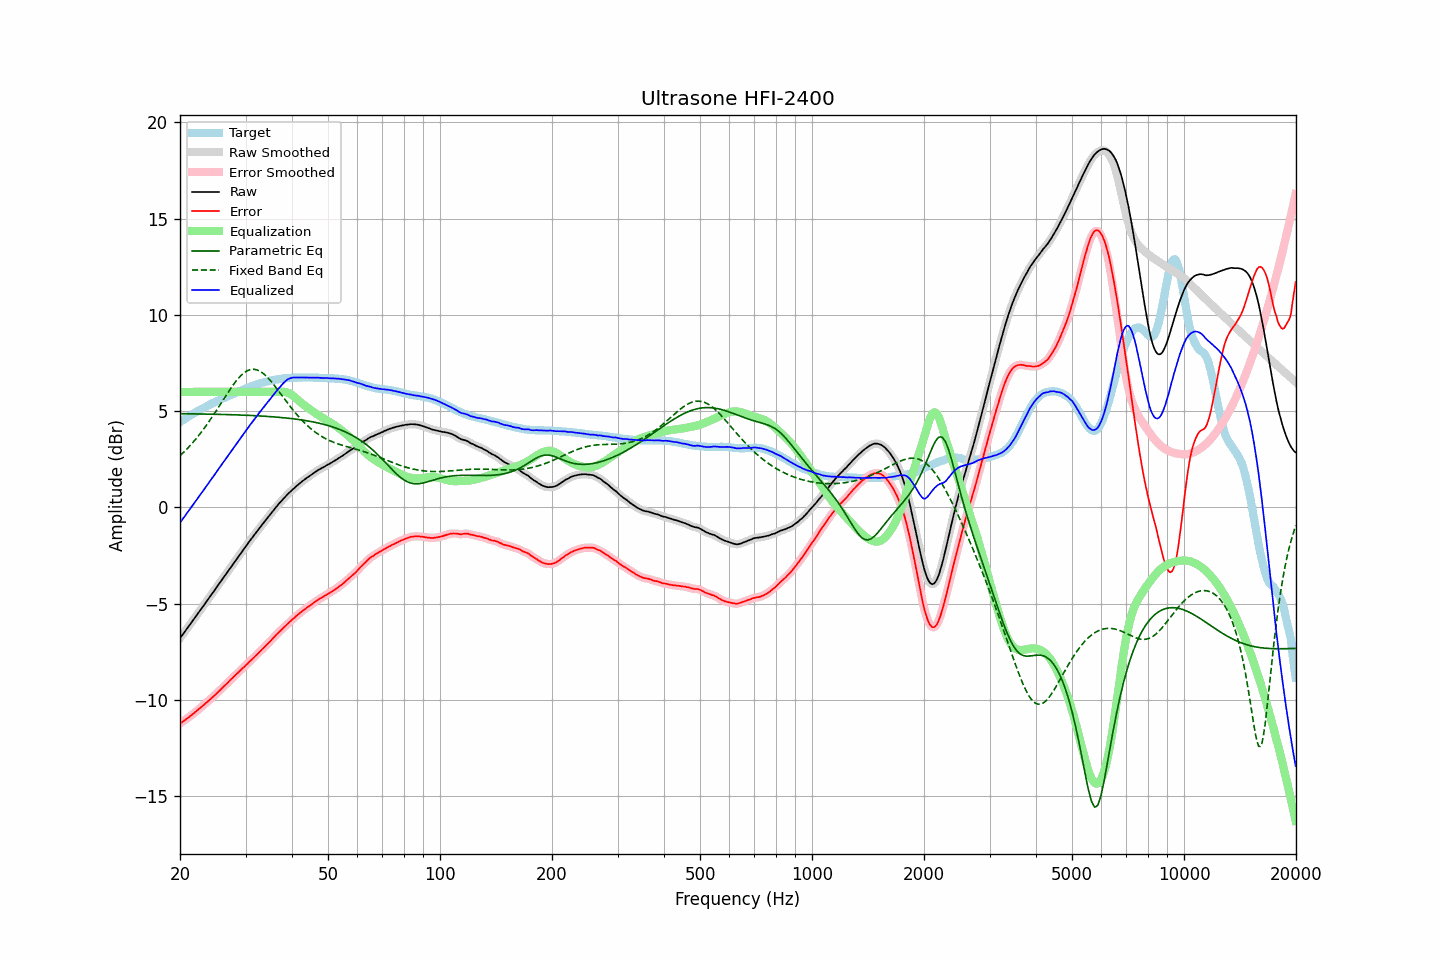 Ultrasone HFI-2400
Target
Raw Smoothed
Error Smoothed
Raw
Error
Equalization
Parametric Eq
Fixed Band Eq
Equalized
Amplitude (dBr)
20
15
10
5
0
−5
−10
−15
20
50
100
200
500
1000
2000
5000
10000
20000
Frequency (Hz)